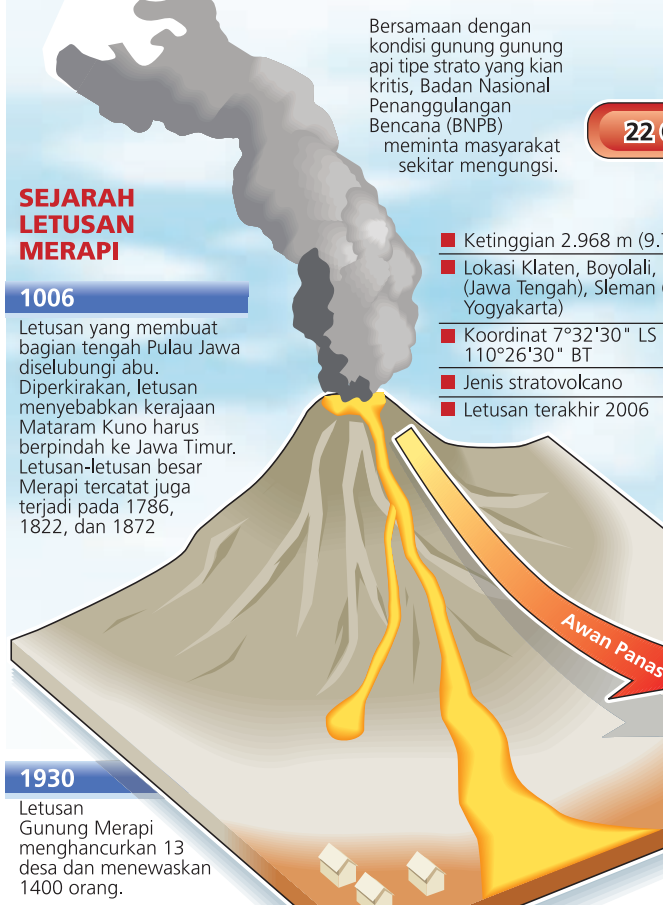 Bersamaan dengan
kondisi gunung gunung
api tipe strato yang kian
kritis, Badan Nasional
Penanggulangan
Bencana (BNPB)
meminta masyarakat
sekitar mengungsi.
22
SEJARAH
LETUSAN
MERAPI
1006
Letusan yang membuat
bagian tengah Pulau Jawa
diselubungi abu.
Diperkirakan, letusan
menyebabkan kerajaan
Mataram Kuno harus
berpindah ke Jawa Timur.
Letusan-letusan besar
Merapi tercatat juga
terjadi pada 1786,
1822, dan 1872
Ketinggian 2.968 m
Lokasi Klaten, Boyolali,
(Jawa Tengah), Sleman
Yogyakarta)
Koordinat 7°32'30" LS
110°26'30" BT
Jenis stratovolcano
Letusan terakhir 2006
Awan Panas
1930
Letusan
Gunung Merapi
menghancurkan 13
desa dan menewaskan
1400 orang.